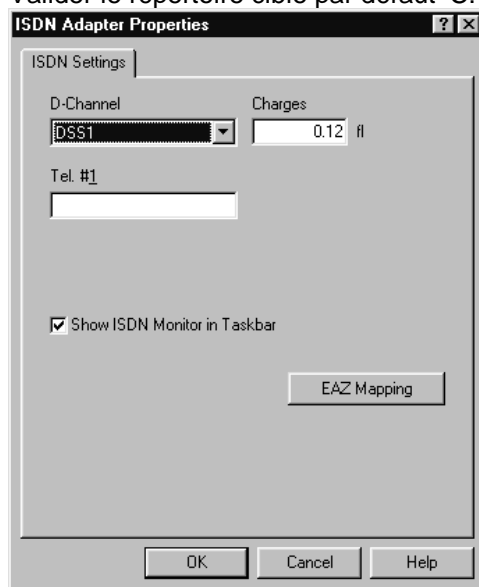 Valider le répertoire cible par défaut C:
ISDN Adapter Properties
ISDN Settings
D-Channel Charges
DSS1 0.12 fl
Tel. #1
Show ISDN Monitor in Taskbar
EAZ Mapping
OK Cancel Help